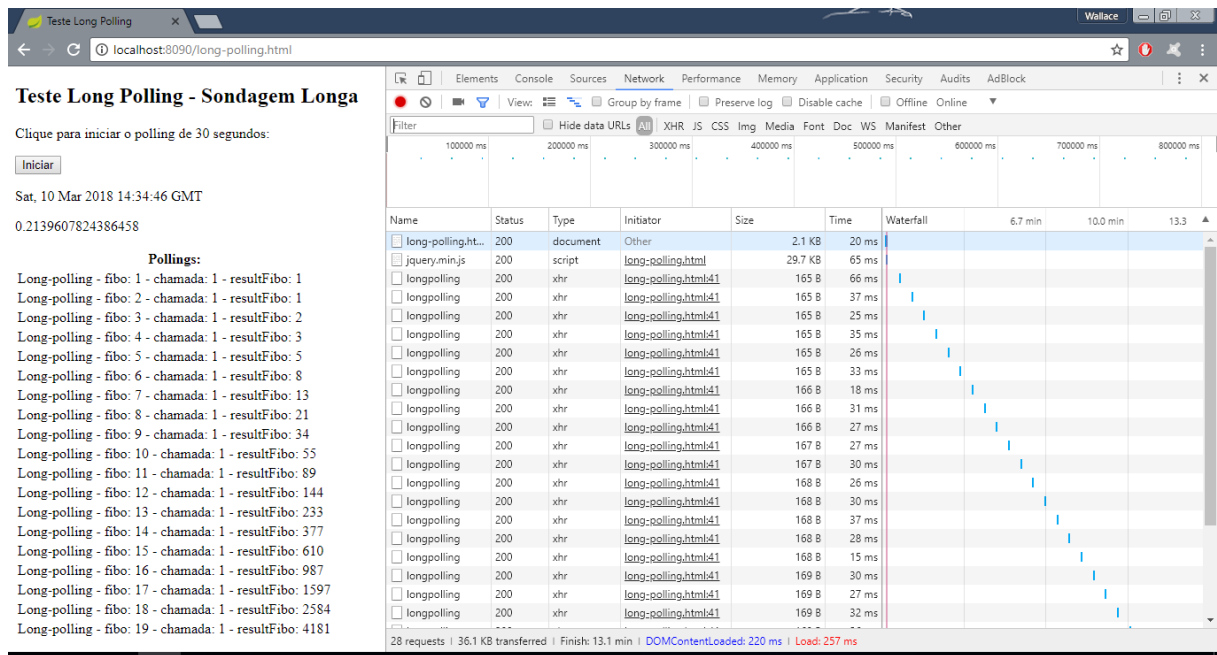 Teste Long Polling
Wallace
localhost:8090/long-polling.html
Teste Long Polling - Sondagem Longa
Clique para iniciar o polling de 30 segundos:
Iniciar
Sat, 10 Mar 2018 14:34:46 GMT
0.2139607824386458
Pollings:
Long-polling - fibo: 1 - chamada: 1 - resultFibo: 1
Long-polling - fibo: 2 - chamada: 1 - resultFibo: 1
Long-polling - fibo: 3 - chamada: 1 - resultFibo: 2
Long-polling - fibo: 4 - chamada: 1 - resultFibo: 3
Long-polling - fibo: 5 - chamada: 1 - resultFibo: 5
Long-polling - fibo: 6 - chamada: 1 - resultFibo: 8
Long-polling - fibo: 7 - chamada: 1 - resultFibo: 13
Long-polling - fibo: 8 - chamada: 1 - resultFibo: 21
Long-polling - fibo: 9 - chamada: 1 - resultFibo: 34
Long-polling - fibo: 10 - chamada: 1 - resultFibo: 55
Long-polling - fibo: 11 - chamada: 1 - resultFibo: 89
Long-polling - fibo: 12 - chamada: 1 - resultFibo: 144
Long-polling - fibo: 13 - chamada: 1 - resultFibo: 233
Long-polling - fibo: 14 - chamada: 1 - resultFibo: 377
Long-polling - fibo: 15 - chamada: 1 - resultFibo: 610
Long-polling - fibo: 16 - chamada: 1 - resultFibo: 987
Long-polling - fibo: 17 - chamada: 1 - resultFibo: 1597
Long-polling - fibo: 18 - chamada: 1 - resultFibo: 2584
Long-polling - fibo: 19 - chamada: 1 - resultFibo: 4181
Elements Console Sources Network Performance Memory Application Security Audits AdBlock
View: Group by frame Preserve log Disable cache Offline Online
Filter Hide data URLs All XHR JS CSS Img Media Font Doc WS Manifest Other
100000 ms 200000 ms 300000 ms 400000 ms 500000 ms 600000 ms 700000 ms 800000 ms
Name Status Type Initiator Size Time Waterfall 6.7 min 10.0 min 13.3
long-polling.ht... 200 document Other 2.1 KB 20 ms
jquery.min.js 200 script long-polling.html 29.7 KB 65 ms
longpolling 200 xhr long-polling.html:41 165 B 66 ms
longpolling 200 xhr long-polling.html:41 165 B 37 ms
longpolling 200 xhr long-polling.html:41 165 B 25 ms
longpolling 200 xhr long-polling.html:41 165 B 35 ms
longpolling 200 xhr long-polling.html:41 165 B 26 ms
longpolling 200 xhr long-polling.html:41 165 B 33 ms
longpolling 200 xhr long-polling.html:41 166 B 18 ms
longpolling 200 xhr long-polling.html:41 166 B 31 ms
longpolling 200 xhr long-polling.html:41 166 B 27 ms
longpolling 200 xhr long-polling.html:41 167 B 27 ms
longpolling 200 xhr long-polling.html:41 167 B 30 ms
longpolling 200 xhr long-polling.html:41 168 B 26 ms
longpolling 200 xhr long-polling.html:41 168 B 30 ms
longpolling 200 xhr long-polling.html:41 168 B 37 ms
longpolling 200 xhr long-polling.html:41 168 B 28 ms
longpolling 200 xhr long-polling.html:41 168 B 15 ms
longpolling 200 xhr long-polling.html:41 169 B 30 ms
longpolling 200 xhr long-polling.html:41 169 B 27 ms
longpolling 200 xhr long-polling.html:41 169 B 32 ms
28 requests | 36.1 KB transferred | Finish: 13.1 min | DOMContentLoaded: 220 ms | Load: 257 ms